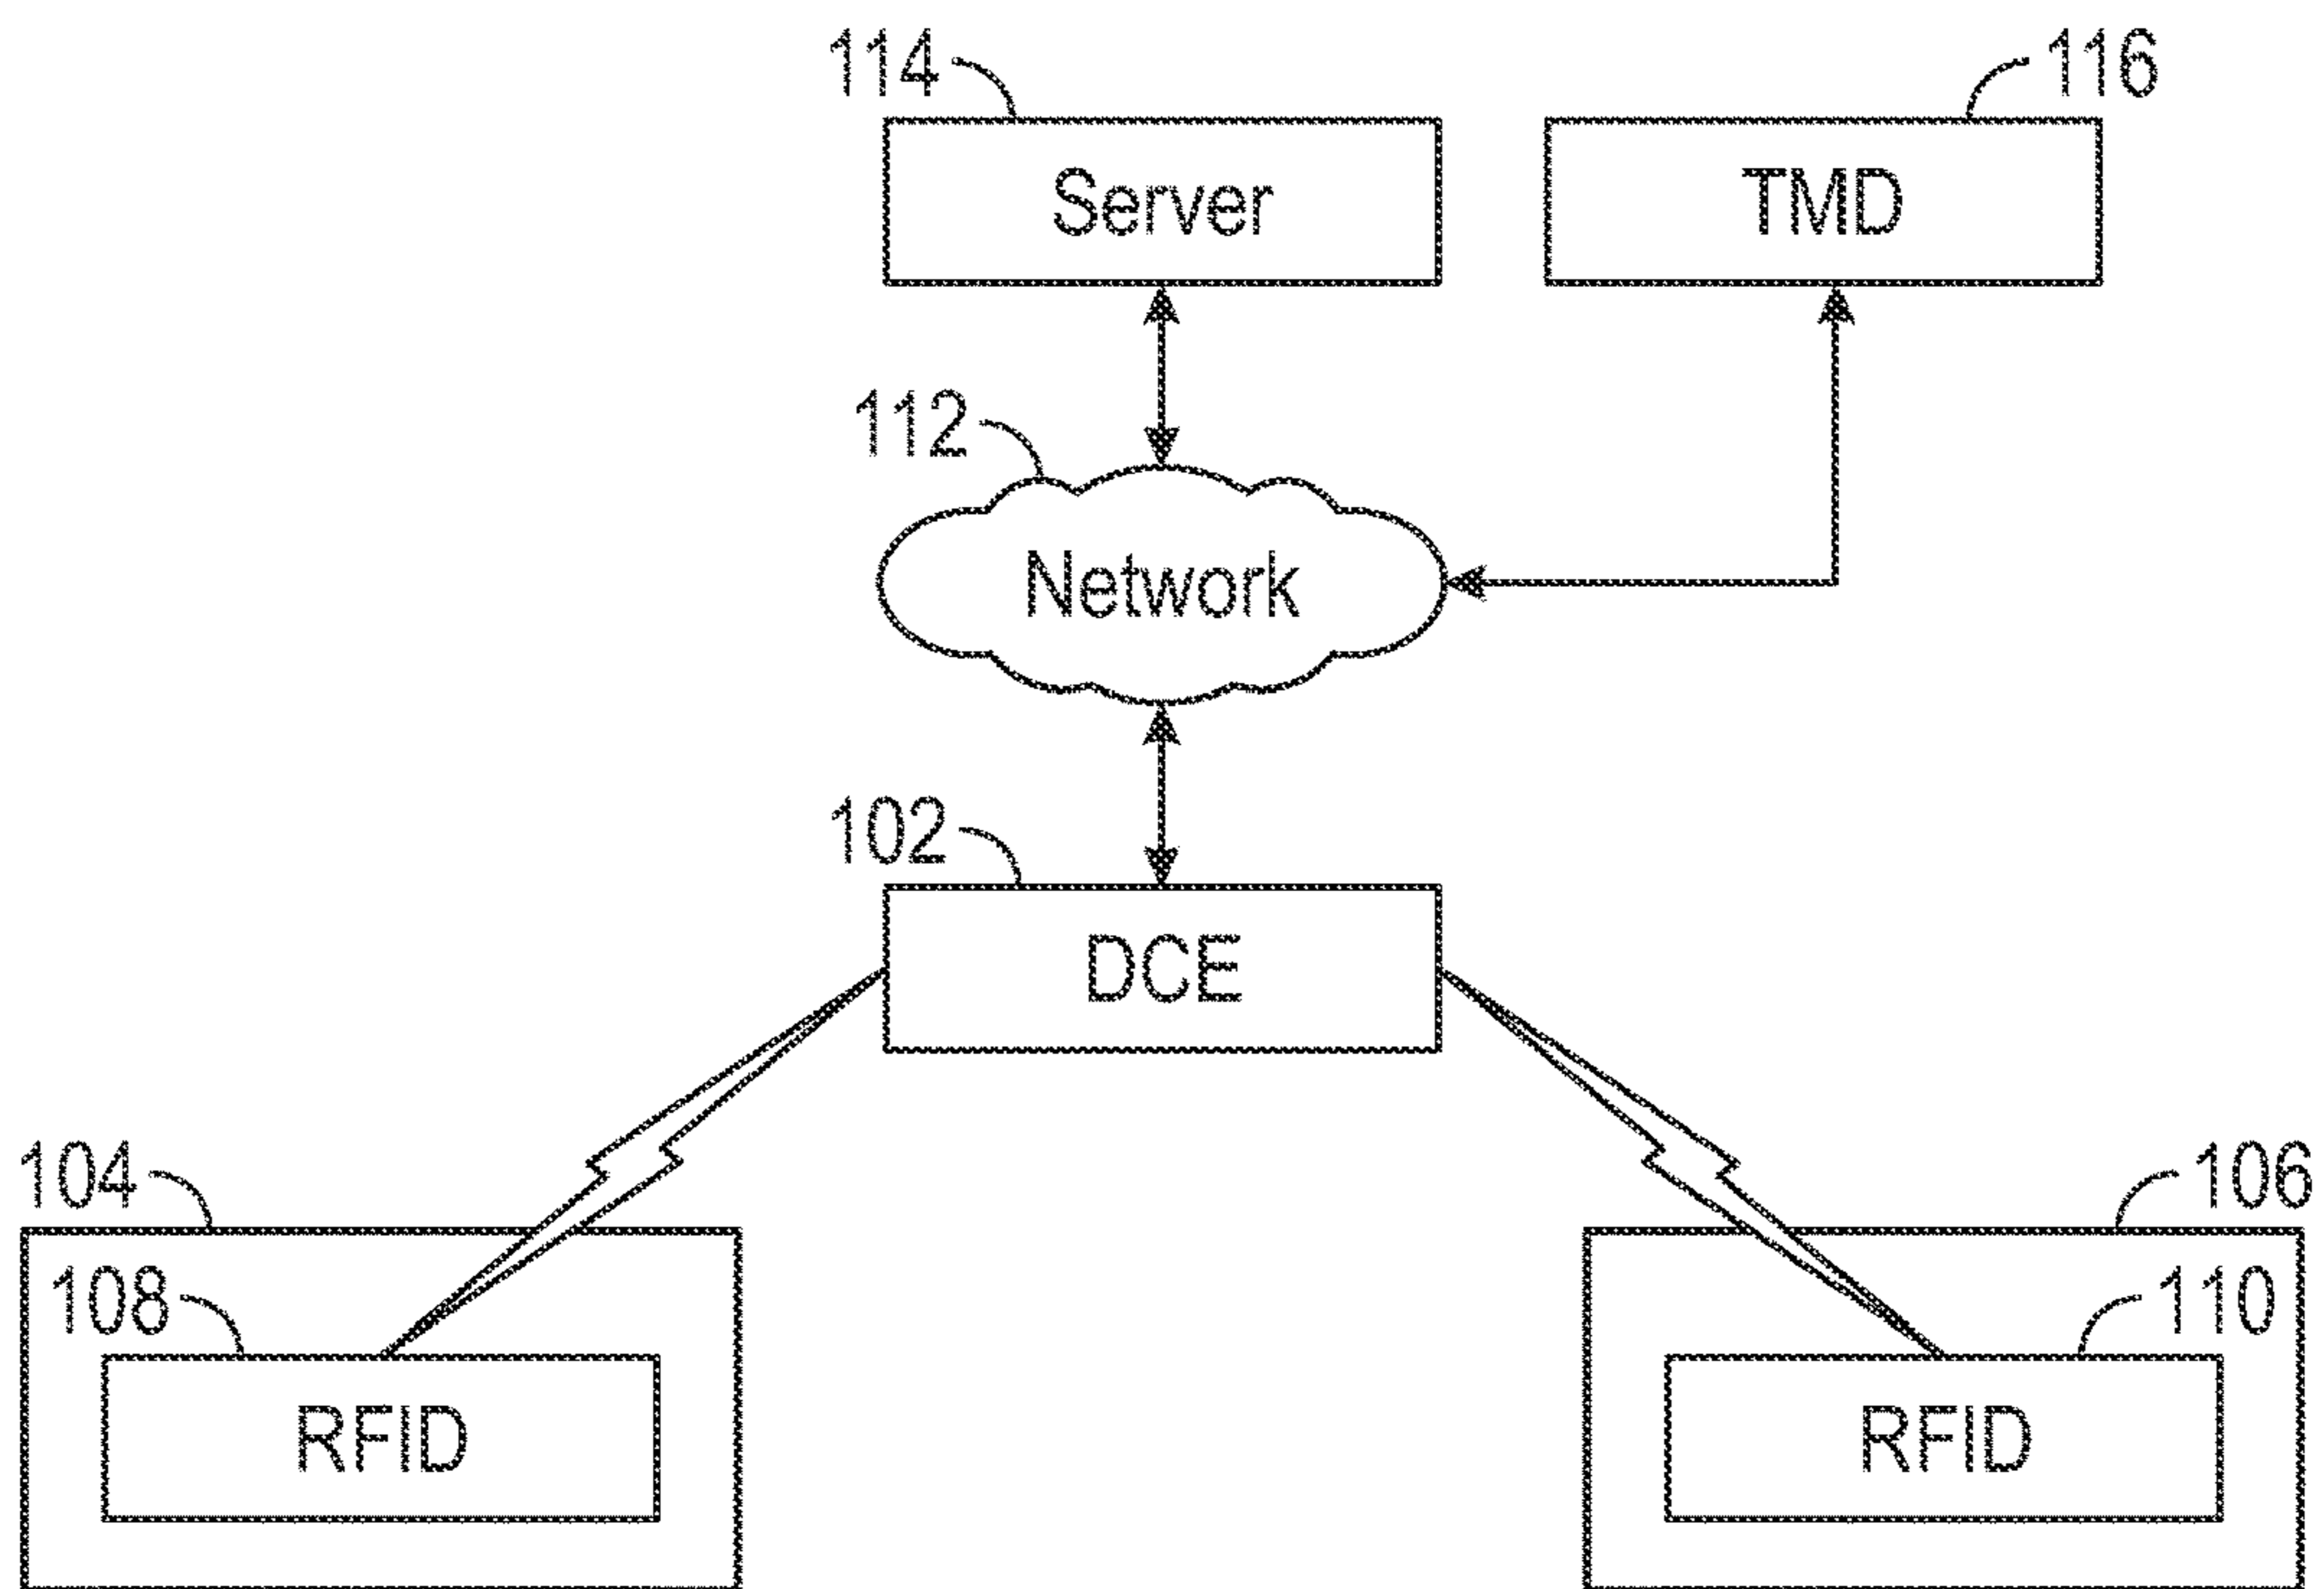 114
116
Server
TMD
112
Network
102
DCE
104
106
108
110
RFID
RFID